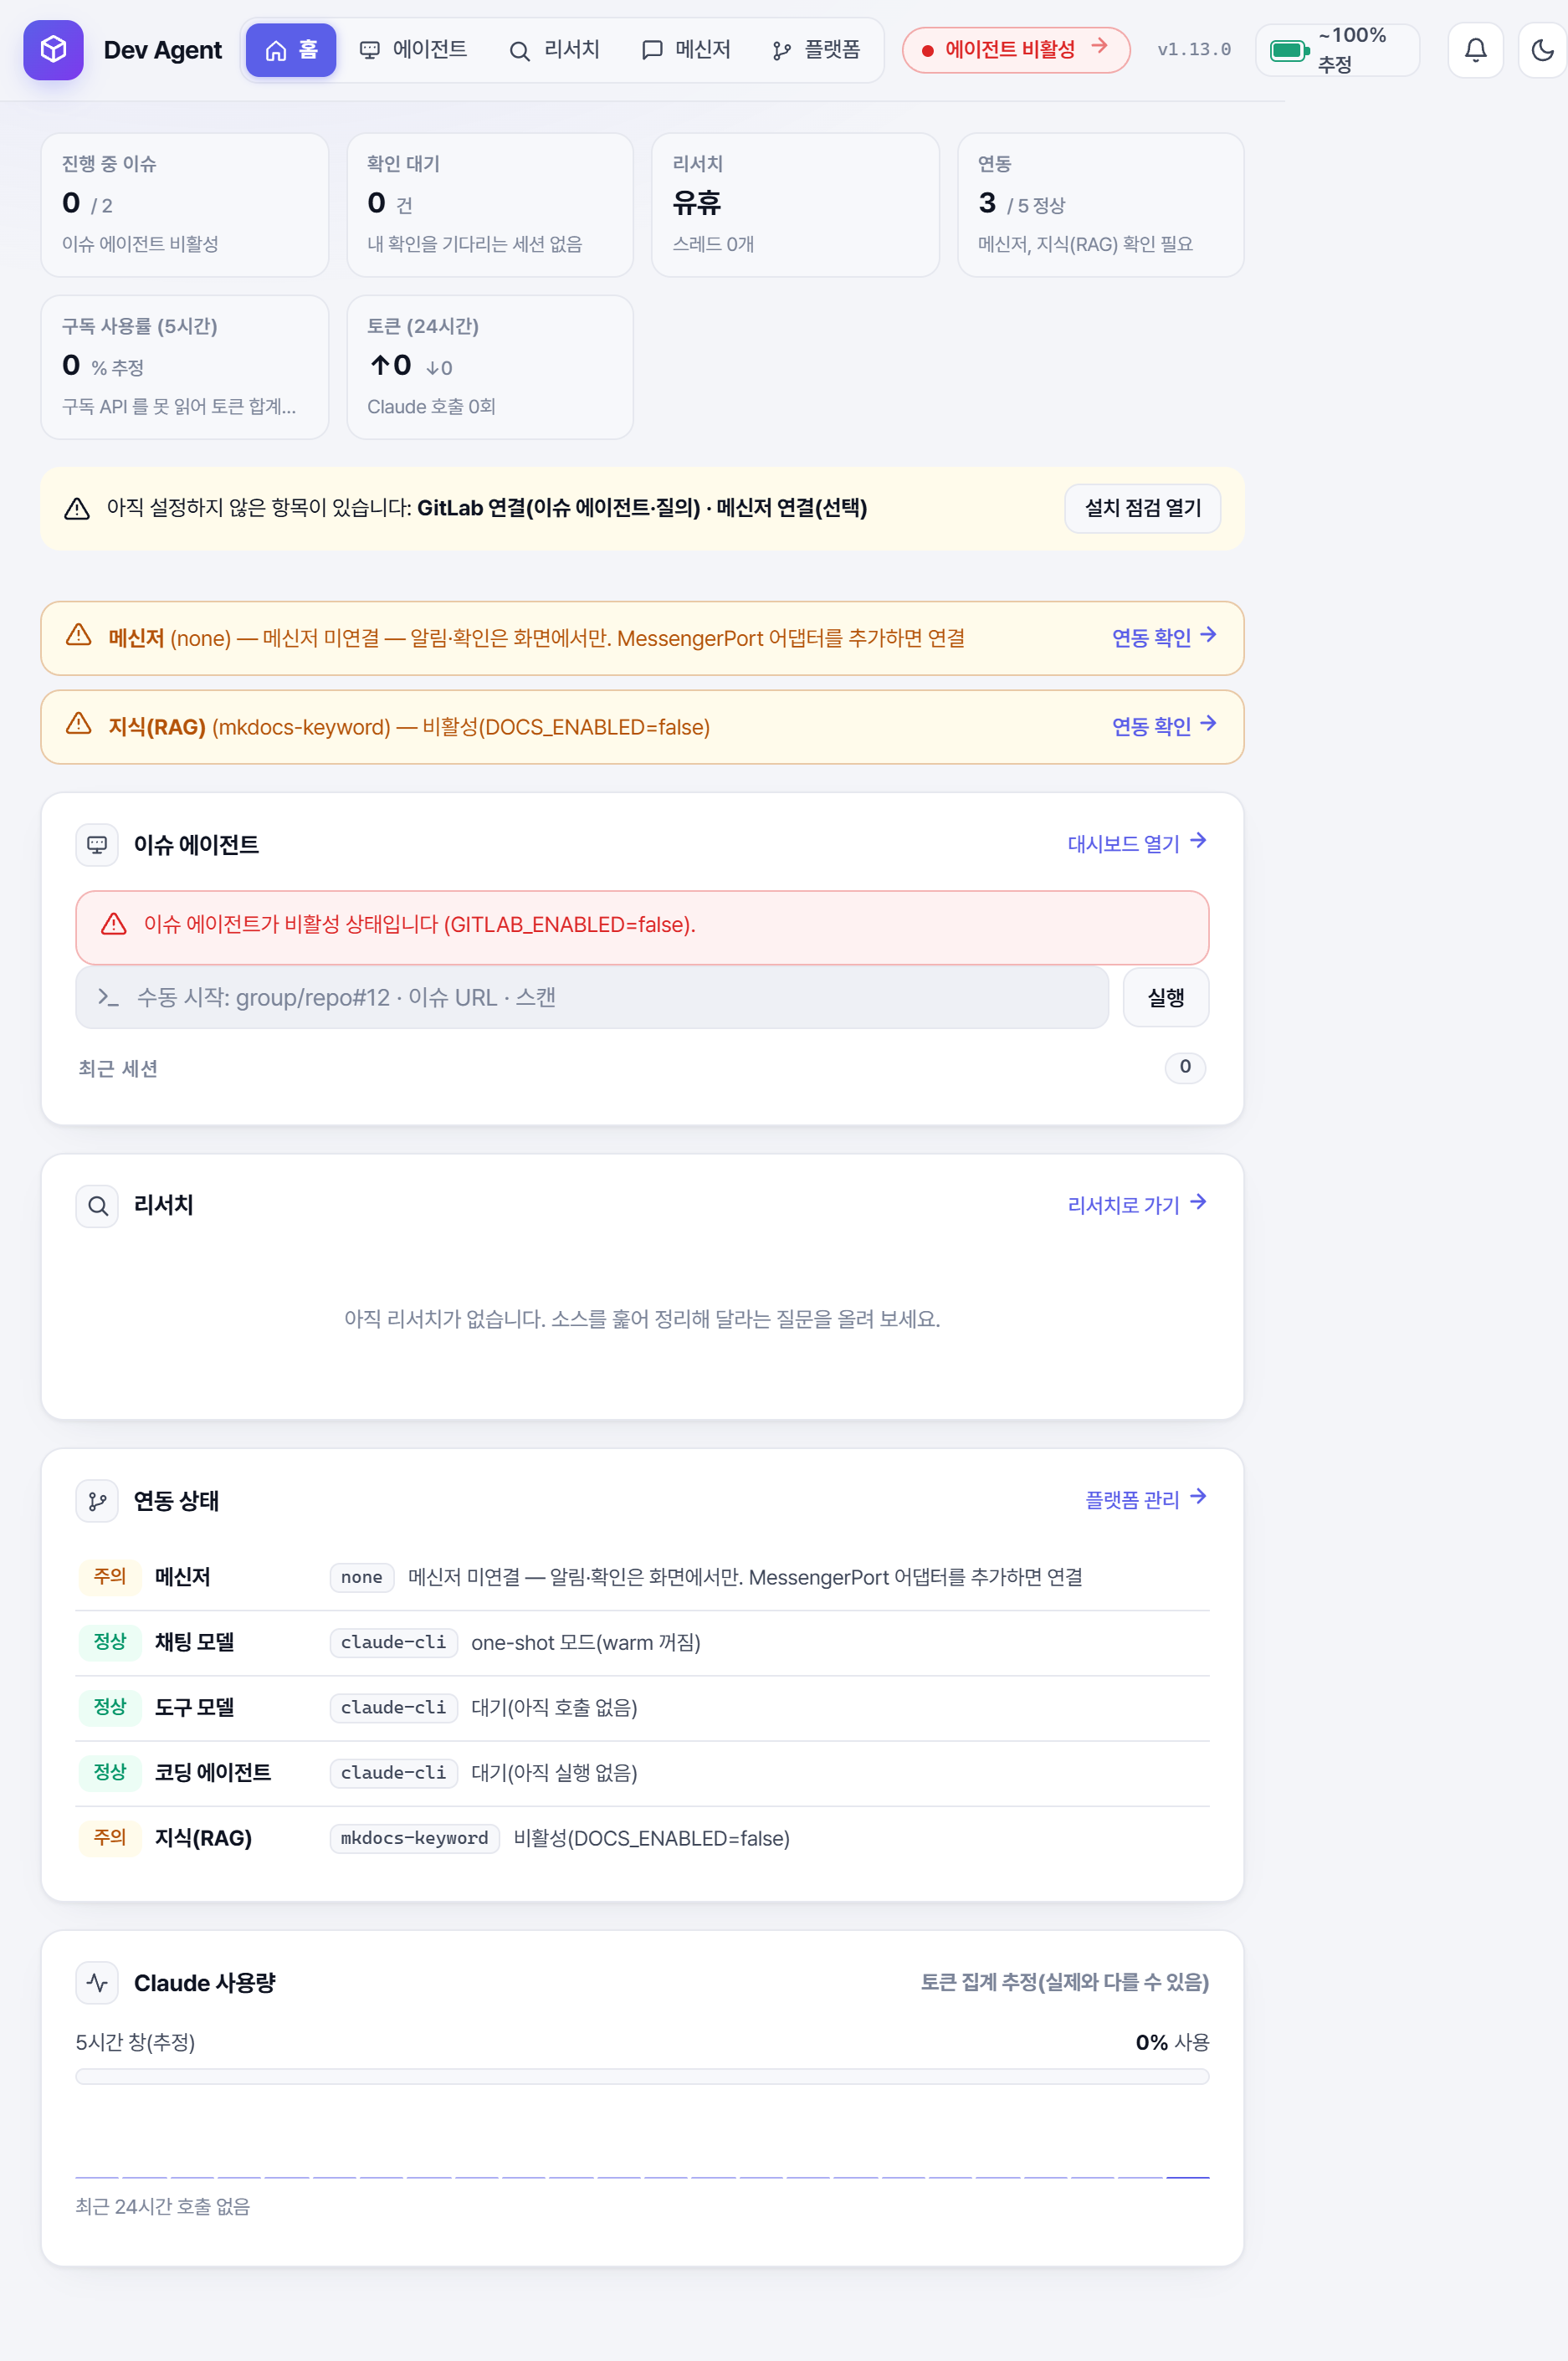 Dev Agent
홈
에이전트
리서치
메신저
플랫폼
에이전트 비활성
v1.13.0
~100%
추정
진행 중 이슈
0 / 2
이슈 에이전트 비활성
확인 대기
0 건
내 확인을 기다리는 세션 없음
리서치
유휴
스레드 0개
연동
3 / 5 정상
메신저, 지식(RAG) 확인 필요
구독 사용률 (5시간)
0 % 추정
구독 API 를 못 읽어 토큰 합계...
토큰 (24시간)
↑0 ↓0
Claude 호출 0회
아직 설정하지 않은 항목이 있습니다: GitLab 연결(이슈 에이전트·질의) · 메신저 연결(선택)
설치 점검 열기
메신저 (none) — 메신저 미연결 — 알림·확인은 화면에서만. MessengerPort 어댑터를 추가하면 연결
연동 확인 →
지식(RAG) (mkdocs-keyword) — 비활성(DOCS_ENABLED=false)
연동 확인 →
이슈 에이전트
대시보드 열기 →
이슈 에이전트가 비활성 상태입니다 (GITLAB_ENABLED=false).
수동 시작: group/repo#12 · 이슈 URL · 스캔
실행
최근 세션
0
리서치
리서치로 가기 →
아직 리서치가 없습니다. 소스를 훑어 정리해 달라는 질문을 올려 보세요.
연동 상태
플랫폼 관리 →
주의 메신저 none 메신저 미연결 — 알림·확인은 화면에서만. MessengerPort 어댑터를 추가하면 연결
정상 채팅 모델 claude-cli one-shot 모드(warm 꺼짐)
정상 도구 모델 claude-cli 대기(아직 호출 없음)
정상 코딩 에이전트 claude-cli 대기(아직 실행 없음)
주의 지식(RAG) mkdocs-keyword 비활성(DOCS_ENABLED=false)
Claude 사용량
토큰 집계 추정(실제와 다를 수 있음)
5시간 창(추정)
0% 사용
최근 24시간 호출 없음